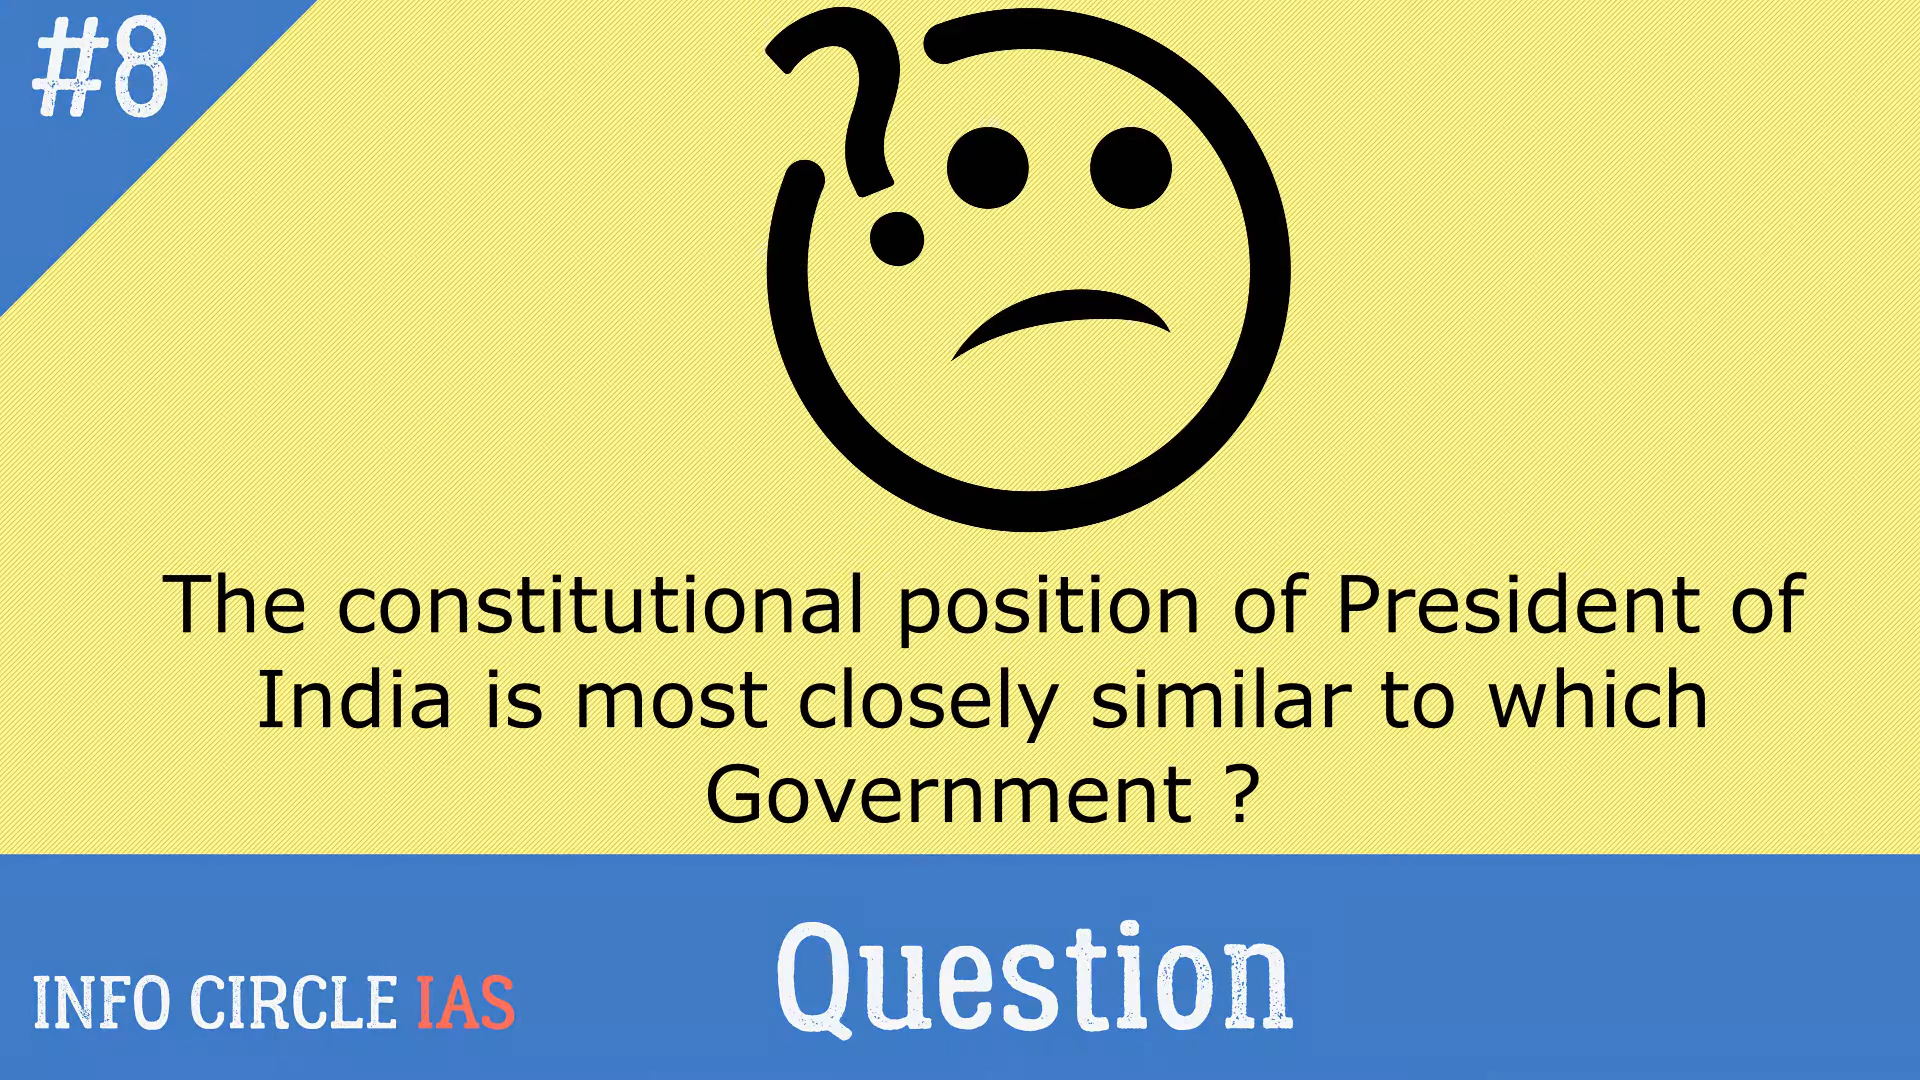 #8
The constitutional position of President of
India is most closely similar to which
Government ?
Question
INFO CIRCLE IAS